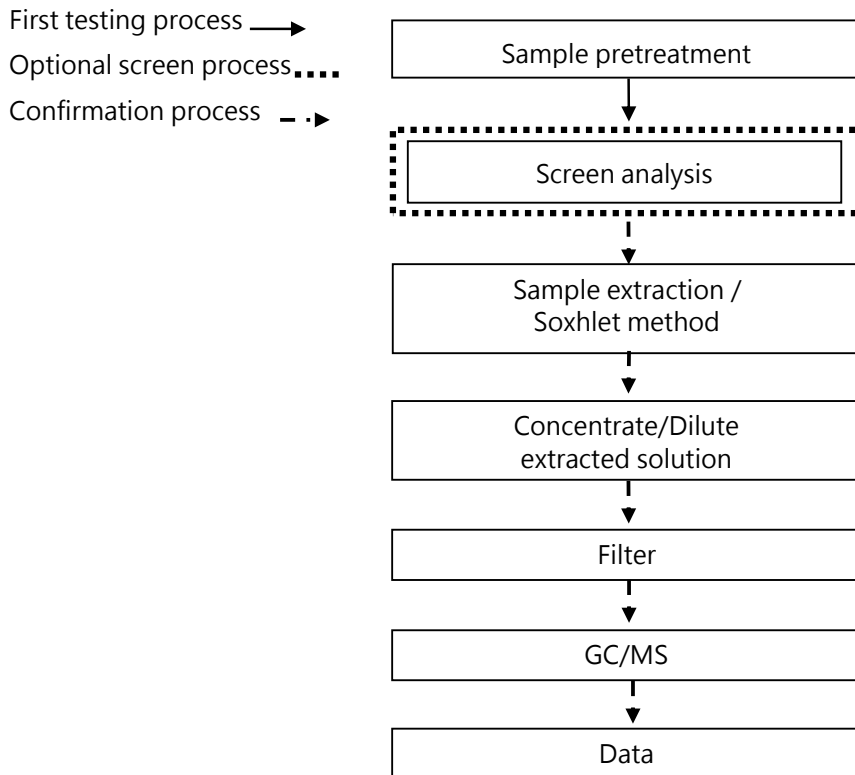 First testing process
Optional screen process
Confirmation process
Sample pretreatment
Screen analysis
Sample extraction /
Soxhlet method
Concentrate/Dilute
extracted solution
Filter
GC/MS
Data